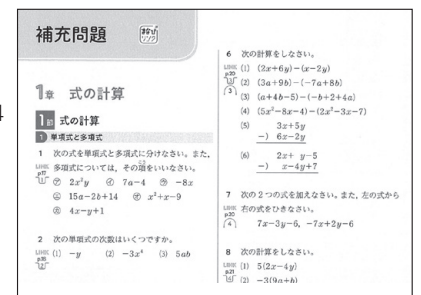 補充問題
1章 式の計算
1節 式の計算
1 単項式と多項式
1 次の式を単項式と多項式に分けなさい。また,
多項式については, その項をいいなさい。
㋐ 2x²y ㋑ 7a−4 ㋒ −8x
㋓ 15a−2b+14 ㋔ x²+x−9
㋕ 4x−y+1
2 次の単項式の次数はいくつですか。
(1) −y (2) −3x⁴ (3) 5ab
6 次の計算をしなさい。
(1) (2x+6y)−(x−2y)
(2) (3a+9b)−(−7a+8b)
(3) (a+4b−5)−(−b+2+4a)
(4) (5x²−8x−4)−(2x²−3x−7)
(5) 3x+5y
−) 6x−2y
(6) 2x+ y−5
−) x−4y+7
7 次の2つの式を加えなさい。また, 左の式から
右の式をひきなさい。
7x−3y−6, −7x+2y−6
8 次の計算をしなさい。
(1) 5(2x−4y)
(2) −3(9a+b)
4